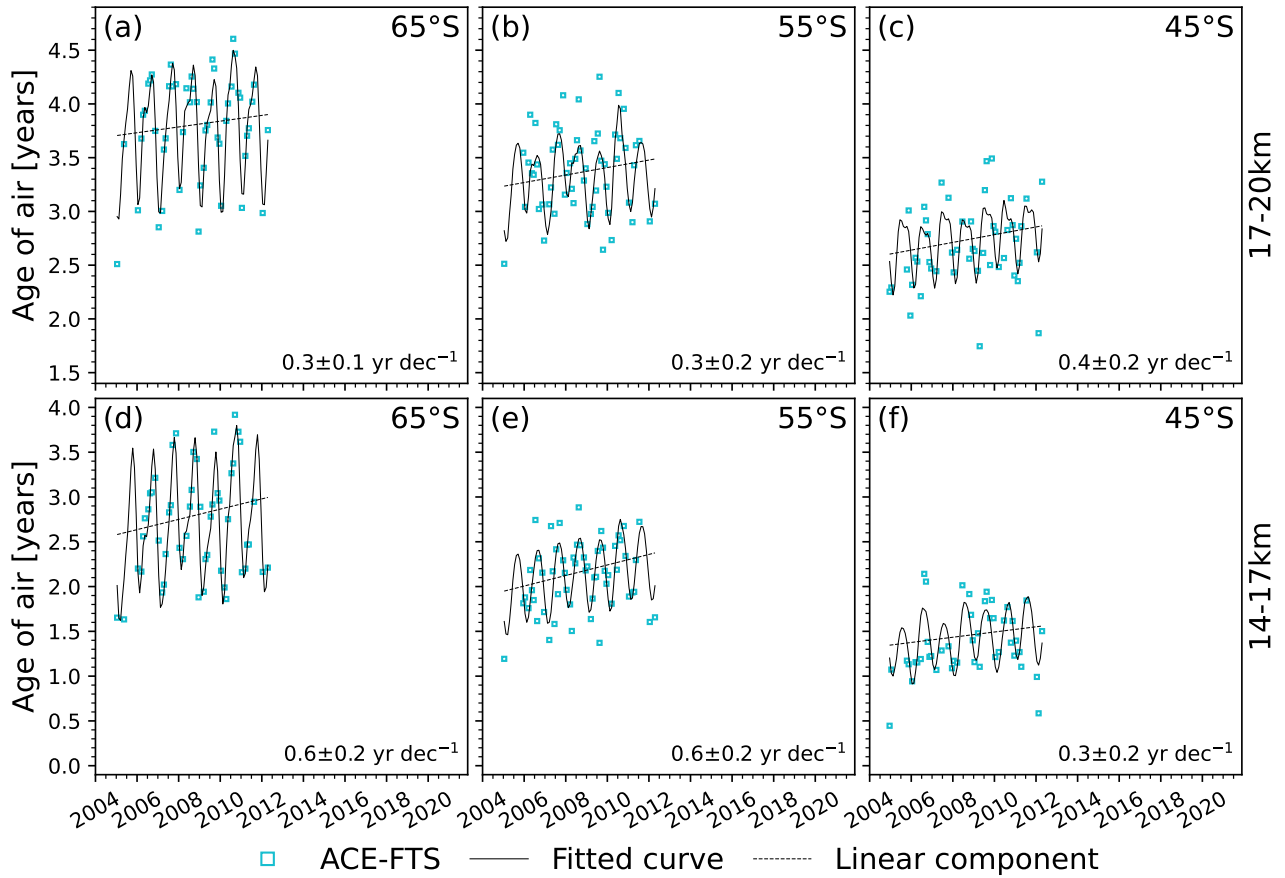 (a) 65°S
(b) 55°S
(c) 45°S
Age of air [years]
4.5
4.0
3.5
3.0
2.5
2.0
1.5
0.3±0.1 yr dec⁻¹
0.3±0.2 yr dec⁻¹
0.4±0.2 yr dec⁻¹
17-20km
(d) 65°S
(e) 55°S
(f) 45°S
Age of air [years]
4.0
3.5
3.0
2.5
2.0
1.5
1.0
0.5
0.0
0.6±0.2 yr dec⁻¹
0.6±0.2 yr dec⁻¹
0.3±0.2 yr dec⁻¹
14-17km
2004 2006 2008 2010 2012 2014 2016 2018 2020
2004 2006 2008 2010 2012 2014 2016 2018 2020
2004 2006 2008 2010 2012 2014 2016 2018 2020
ACE-FTS Fitted curve Linear component